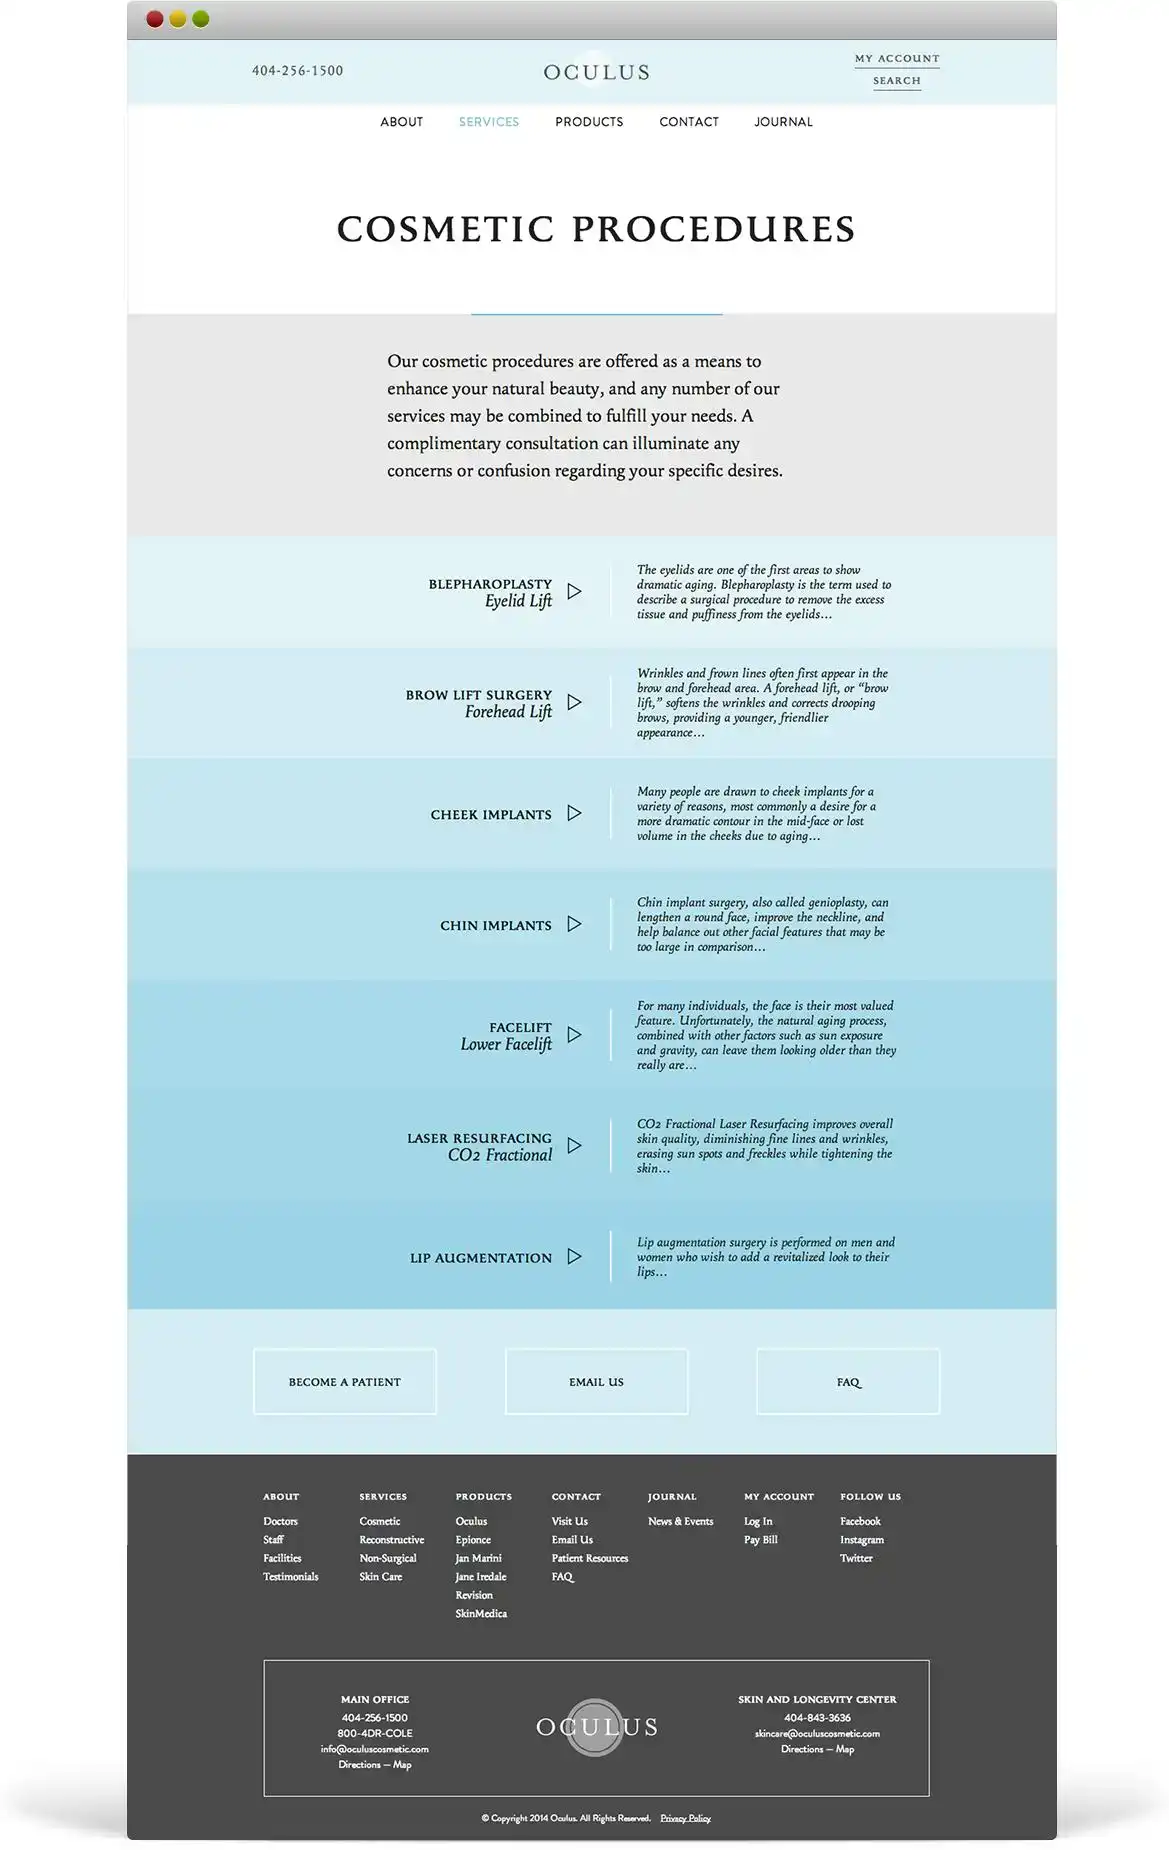 404-256-1500
OCULUS
MY ACCOUNT
SEARCH
ABOUT SERVICES PRODUCTS CONTACT JOURNAL
COSMETIC PROCEDURES
Our cosmetic procedures are offered as a means to
enhance your natural beauty, and any number of our
services may be combined to fulfill your needs. A
complimentary consultation can illuminate any
concerns or confusion regarding your specific desires.
BLEPHAROPLASTY
Eyelid Lift
The eyelids are one of the first areas to show
dramatic aging. Blepharoplasty is the term used to
describe a surgical procedure to remove the excess
tissue and puffiness from the eyelids...
BROW LIFT SURGERY
Forehead Lift
Wrinkles and frown lines often first appear in the
brow and forehead area. A forehead lift, or “brow
lift,” softens the wrinkles and corrects drooping
brows, providing a younger, friendlier
appearance...
CHEEK IMPLANTS
Many people are drawn to cheek implants for a
variety of reasons, most commonly a desire for a
more dramatic contour in the mid-face or lost
volume in the cheeks due to aging...
CHIN IMPLANTS
Chin implant surgery, also called genioplasty, can
lengthen a round face, improve the neckline, and
help balance out other facial features that may be
too large in comparison...
FACELIFT
Lower Facelift
For many individuals, the face is their most valued
feature. Unfortunately, the natural aging process,
combined with other factors such as sun exposure
and gravity, can leave them looking older than they
really are...
LASER RESURFACING
CO2 Fractional
CO2 Fractional Laser Resurfacing improves overall
skin quality, diminishing fine lines and wrinkles,
erasing sun spots and freckles while tightening the
skin...
LIP AUGMENTATION
Lip augmentation surgery is performed on men and
women who wish to add a revitalized look to their
lips...
BECOME A PATIENT
EMAIL US
FAQ
ABOUT
Doctors
Staff
Facilities
Testimonials
SERVICES
Cosmetic
Reconstructive
Non-Surgical
Skin Care
PRODUCTS
Oculus
Epionce
Jan Marini
Jane Iredale
Revision
SkinMedica
CONTACT
Visit Us
Email Us
Patient Resources
FAQ
JOURNAL
News & Events
MY ACCOUNT
Log In
Pay Bill
FOLLOW US
Facebook
Instagram
Twitter
MAIN OFFICE
404-256-1500
800-4DR-COLE
info@oculuscosmetic.com
Directions — Map
OCULUS
SKIN AND LONGEVITY CENTER
404-843-3636
skincare@oculuscosmetic.com
Directions — Map
© Copyright 2014 Oculus. All Rights Reserved. Privacy Policy